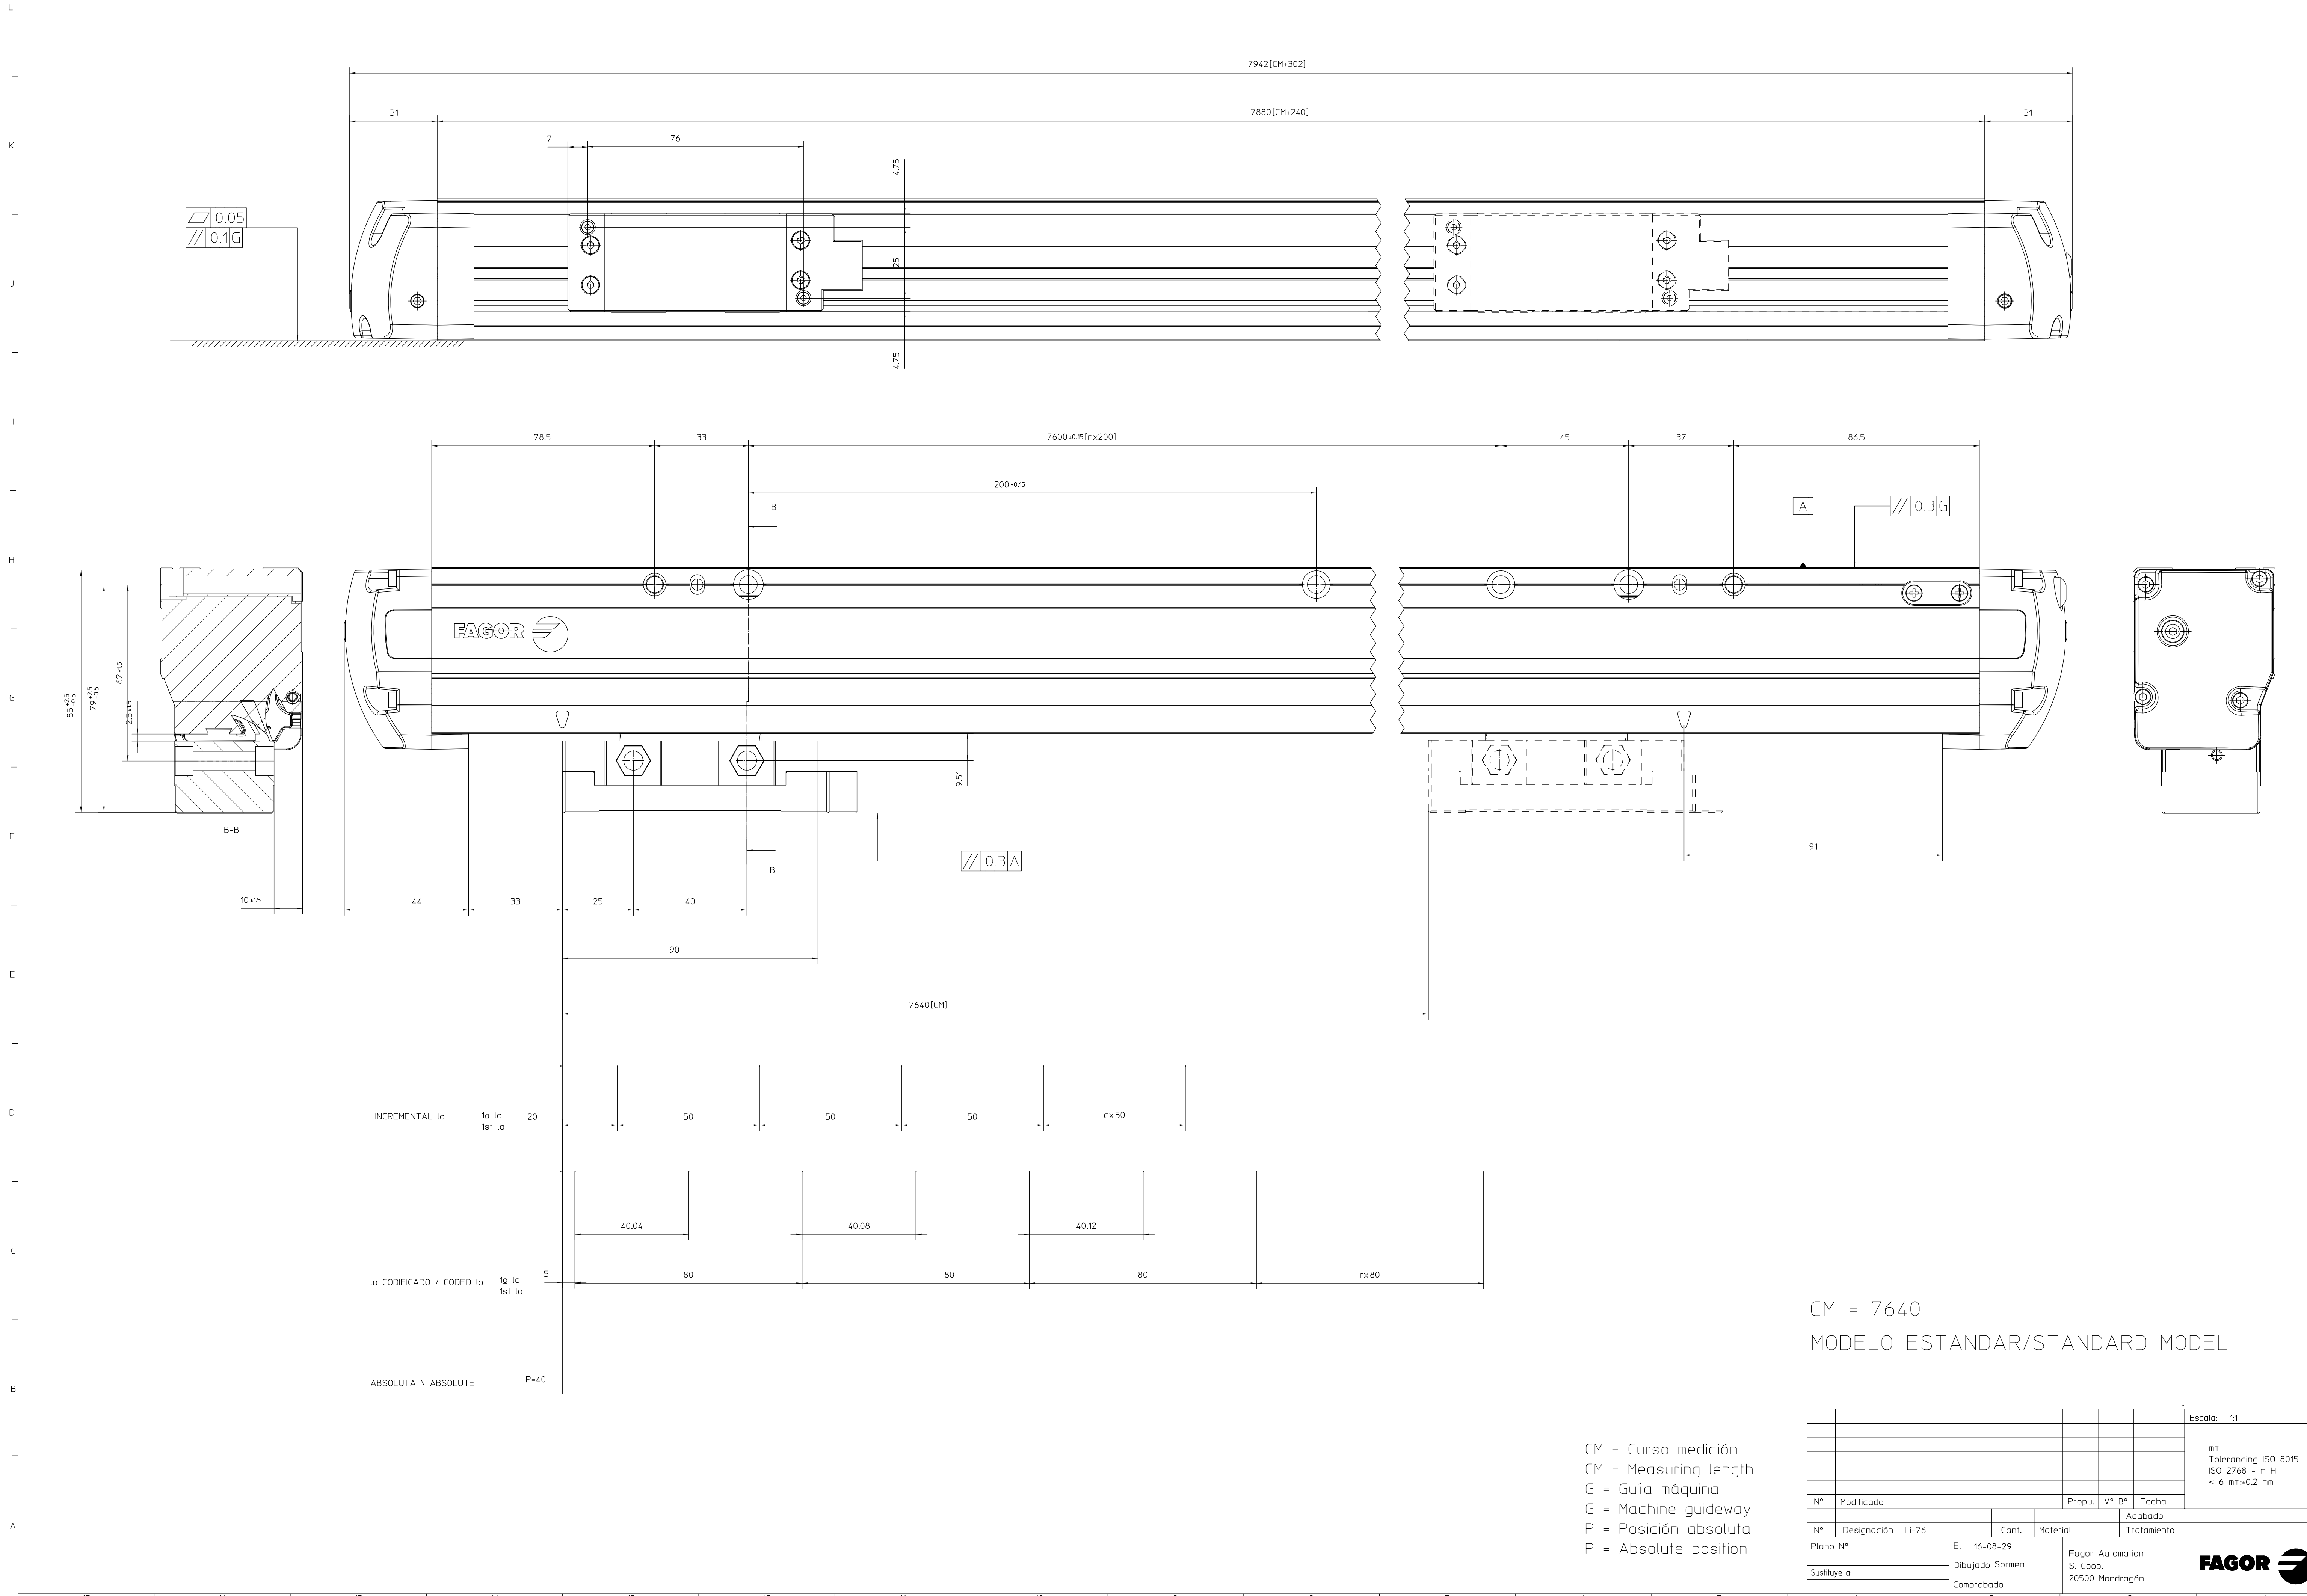 L
7942[CM+302]
31
7880[CM+240]
31
7
76
K
4.75
0.05
// 0.1 G
25
J
4.75
I
78.5
33
7600±0.15[nx200]
45
37
86.5
200±0.15
B
A
// 0.3 G
H
FAGOR
85 +2.5 -0.5
79 +2.5 -0.5
62±1.5
2.5±1.5
G
9.51
F
B-B
// 0.3 A
B
91
10±1.5
44
33
25
40
90
E
7640[CM]
D
INCREMENTAL Io
1g Io
1st Io
20
50
50
50
qx50
40.04
40.08
40.12
C
Io CODIFICADO / CODED Io
1g Io
1st Io
5
80
80
80
rx80
CM = 7640
MODELO ESTANDAR/STANDARD MODEL
ABSOLUTA \ ABSOLUTE
P=40
B
Escala: 1:1
CM = Curso medición
CM = Measuring length
G = Guía máquina
G = Machine guideway
P = Posición absoluta
P = Absolute position
mm
Tolerancing ISO 8015
ISO 2768 - m H
< 6 mm:±0.2 mm
N° Modificado Propu. V° B° Fecha
A
Acabado
N° Designación Li-76 Cant. Material Tratamiento
Plano N°
El 16-08-29
Dibujado Sormen
Sustituye a:
Comprobado
Fagor Automation
S. Coop.
20500 Mondragón
FAGOR